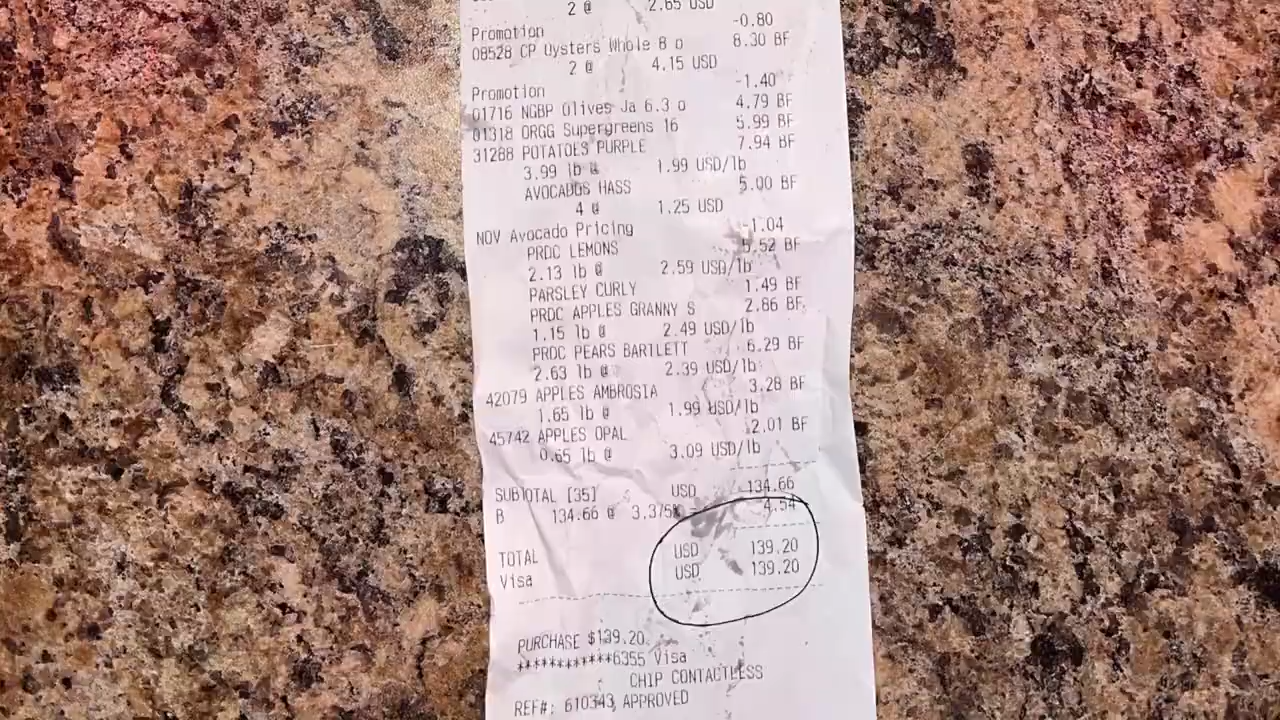 2 @ 2.65 USD
Promotion -0.80
08528 CP Oysters Whole 8 o 8.30 BF
2 @ 4.15 USD
Promotion -1.40
01716 NGBP Olives Ja 6.3 o 4.79 BF
01318 ORGG Supergreens 16 5.99 BF
31288 POTATOES PURPLE 7.94 BF
3.99 lb @ 1.99 USD/lb
AVOCADOS HASS 5.00 BF
4 @ 1.25 USD
NOV Avocado Pricing -1.04
PRDC LEMONS 5.52 BF
2.13 lb @ 2.59 USD/lb
PARSLEY CURLY 1.49 BF
PRDC APPLES GRANNY S 2.86 BF
1.15 lb @ 2.49 USD/lb
PRDC PEARS BARTLETT 6.29 BF
2.63 lb @ 2.39 USD/lb
42079 APPLES AMBROSIA 3.28 BF
1.65 lb @ 1.99 USD/lb
45742 APPLES OPAL 2.01 BF
0.65 lb @ 3.09 USD/lb
SUBTOTAL [35] USD 134.66
B 134.66 @ 3.375% = 4.54
TOTAL USD 139.20
Visa USD 139.20
PURCHASE $139.20
************6355 Visa
CHIP CONTACTLESS
REF#: 610343 APPROVED